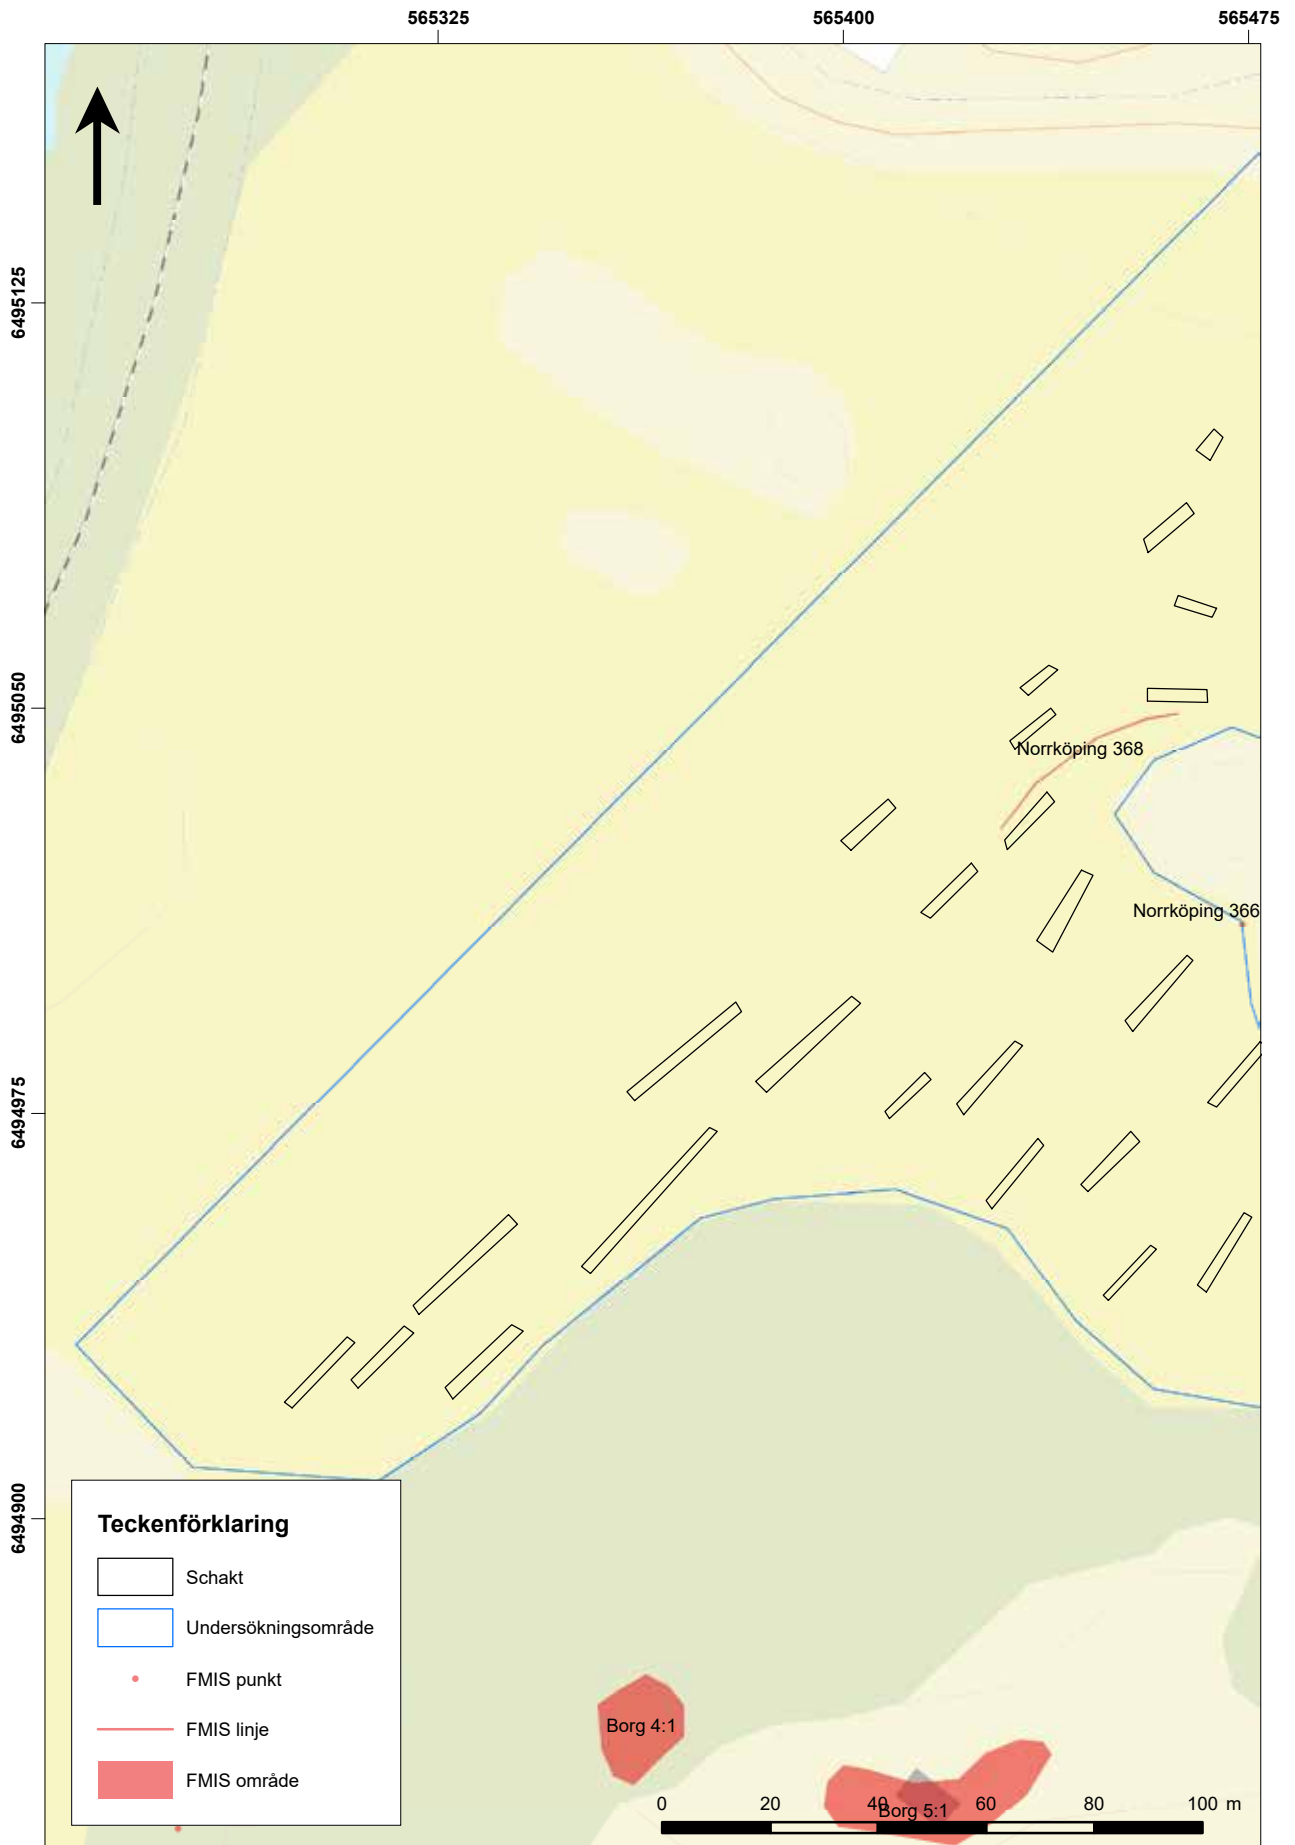 565325
565400
565475
6495125
6495050
Norrköping 368
Norrköping 366
6494975
6494900
Teckenförklaring
Schakt
Undersökningsområde
FMIS punkt
FMIS linje
FMIS område
Borg 4:1
Borg 5:1
0 20 40 60 80 100 m